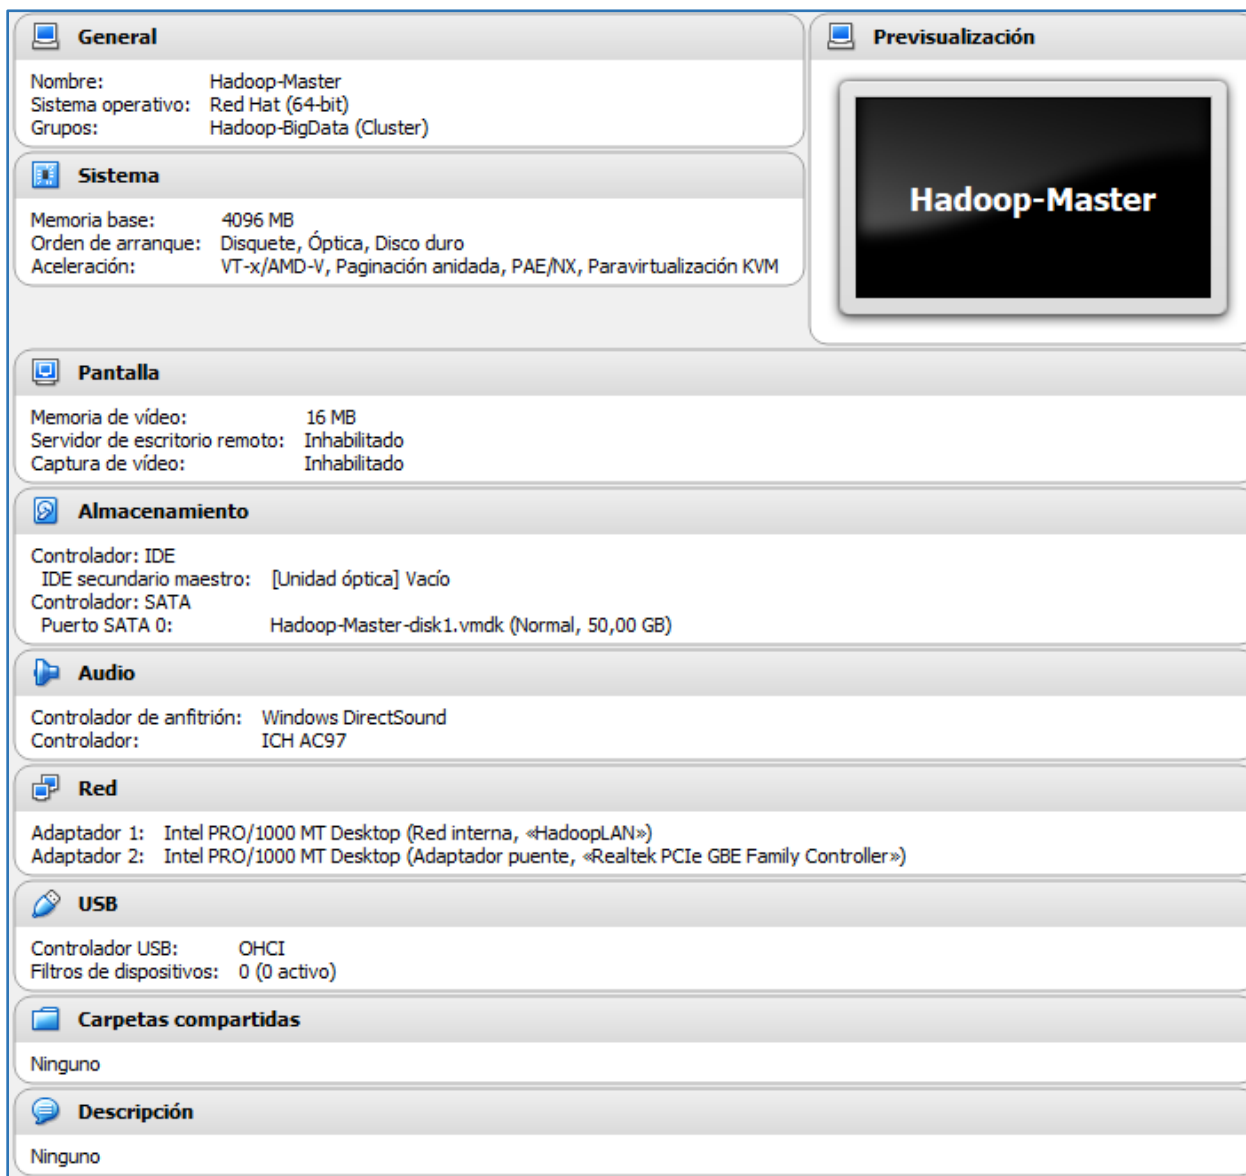 General
Nombre: Hadoop-Master
Sistema operativo: Red Hat (64-bit)
Grupos: Hadoop-BigData (Cluster)
Previsualización
Hadoop-Master
Sistema
Memoria base: 4096 MB
Orden de arranque: Disquete, Óptica, Disco duro
Aceleración: VT-x/AMD-V, Paginación anidada, PAE/NX, Paravirtualización KVM
Pantalla
Memoria de vídeo: 16 MB
Servidor de escritorio remoto: Inhabilitado
Captura de vídeo: Inhabilitado
Almacenamiento
Controlador: IDE
IDE secundario maestro: [Unidad óptica] Vacío
Controlador: SATA
Puerto SATA 0: Hadoop-Master-disk1.vmdk (Normal, 50,00 GB)
Audio
Controlador de anfitrión: Windows DirectSound
Controlador: ICH AC97
Red
Adaptador 1: Intel PRO/1000 MT Desktop (Red interna, «HadoopLAN»)
Adaptador 2: Intel PRO/1000 MT Desktop (Adaptador puente, «Realtek PCIe GBE Family Controller»)
USB
Controlador USB: OHCI
Filtros de dispositivos: 0 (0 activo)
Carpetas compartidas
Ninguno
Descripción
Ninguno